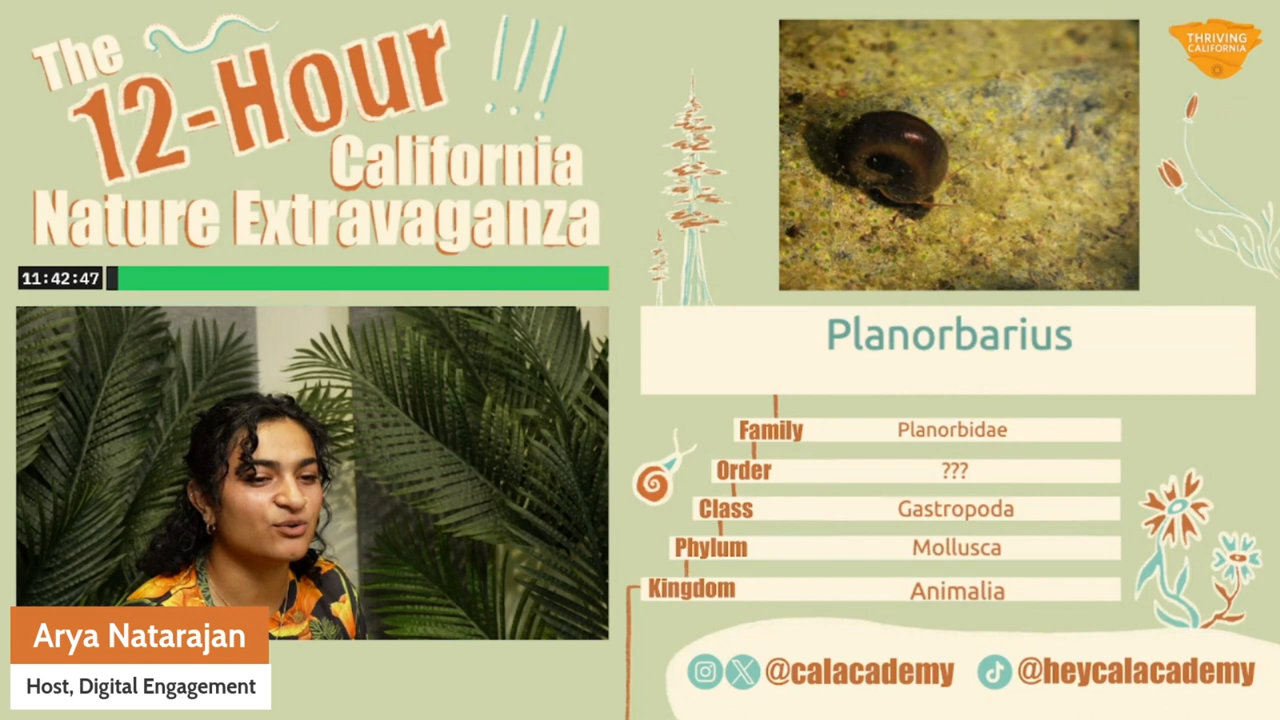 The
12-Hour
!!!
California
Nature Extravaganza
11:42:47
Arya Natarajan
Host, Digital Engagement
THRIVING
CALIFORNIA
Planorbarius
Family Planorbidae
Order ???
Class Gastropoda
Phylum Mollusca
Kingdom Animalia
@calacademy @heycalacademy